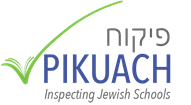 פיקוח
PIKUACH
Inspecting Jewish Schools